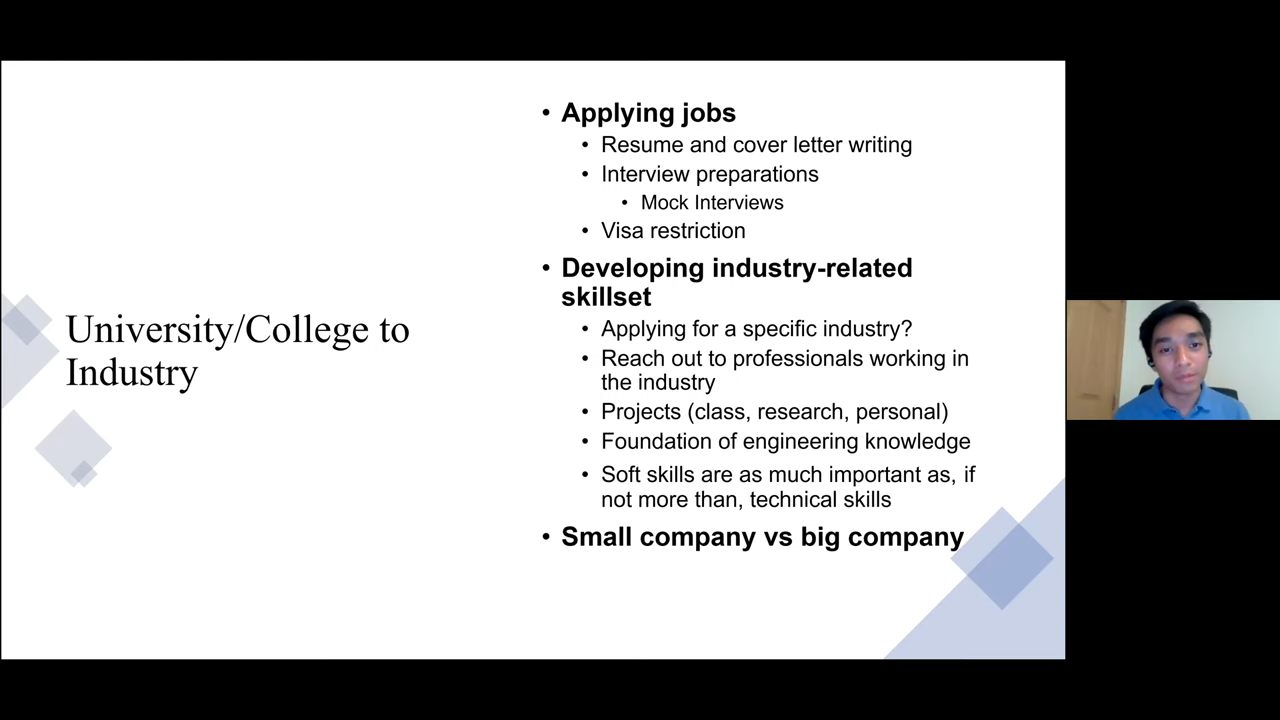 University/College to
Industry
• Applying jobs
• Resume and cover letter writing
• Interview preparations
• Mock Interviews
• Visa restriction
• Developing industry-related
skillset
• Applying for a specific industry?
• Reach out to professionals working in
the industry
• Projects (class, research, personal)
• Foundation of engineering knowledge
• Soft skills are as much important as, if
not more than, technical skills
• Small company vs big company